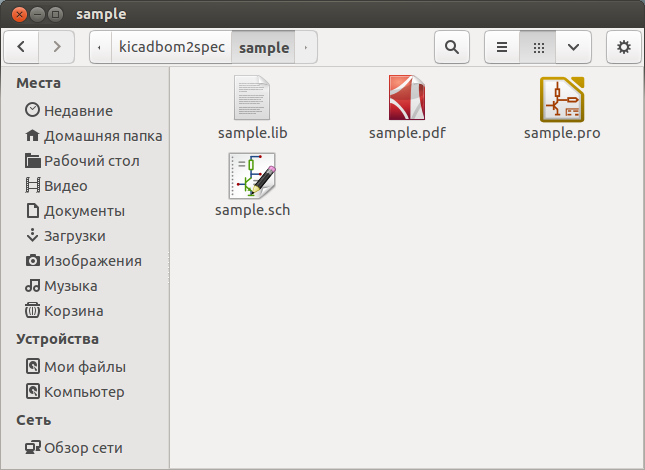 sample
kicadbom2spec
sample
Места
Недавние
Домашняя папка
Рабочий стол
Видео
Документы
Загрузки
Изображения
Музыка
Корзина
Устройства
Мои файлы
Компьютер
Сеть
Обзор сети
sample.lib
sample.pdf
sample.pro
sample.sch